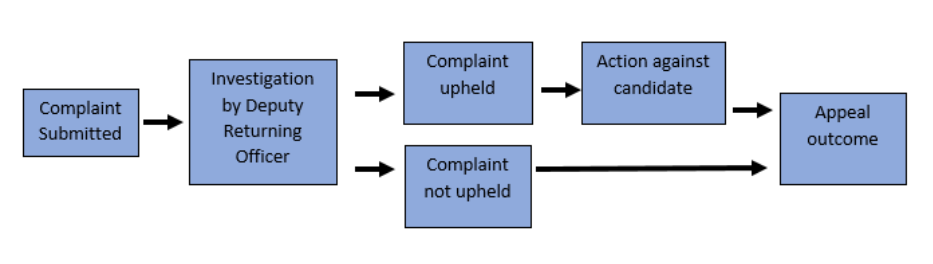 Complaint
Submitted
Investigation
by Deputy
Returning
Officer
Complaint
upheld
Action against
candidate
Complaint
not upheld
Appeal
outcome